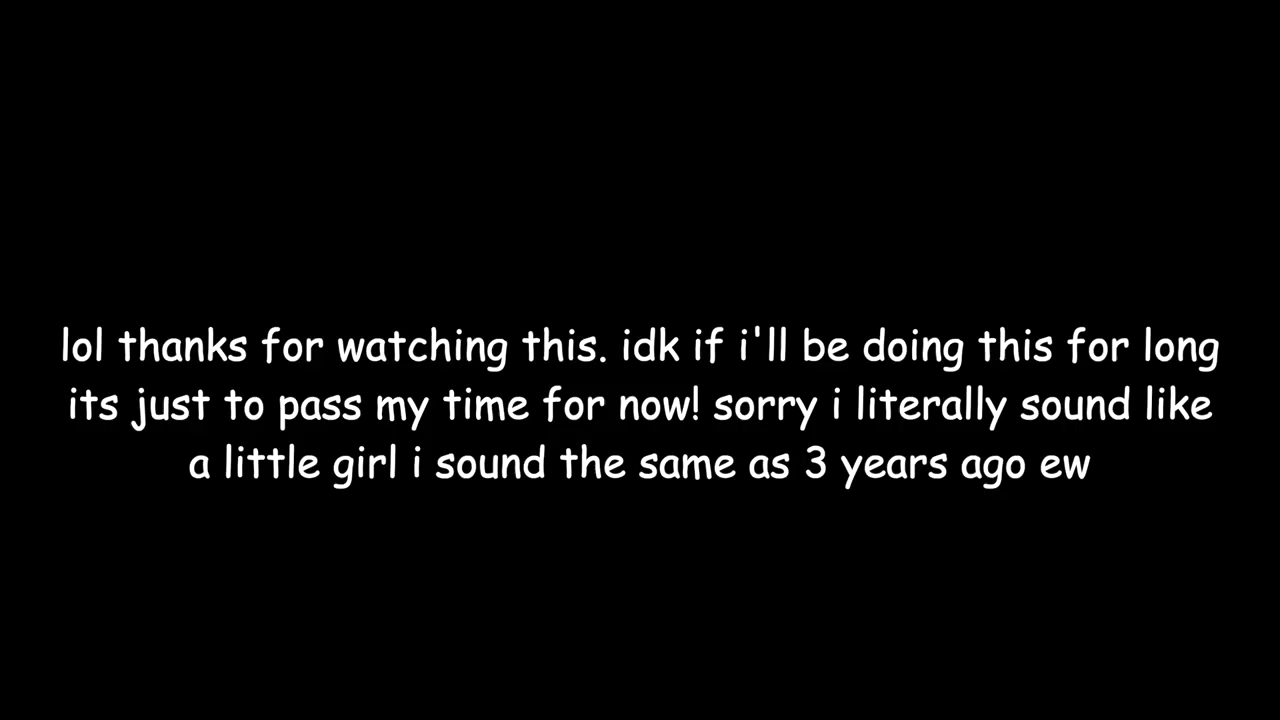 lol thanks for watching this. idk if i'll be doing this for long
its just to pass my time for now! sorry i literally sound like
a little girl i sound the same as 3 years ago ew